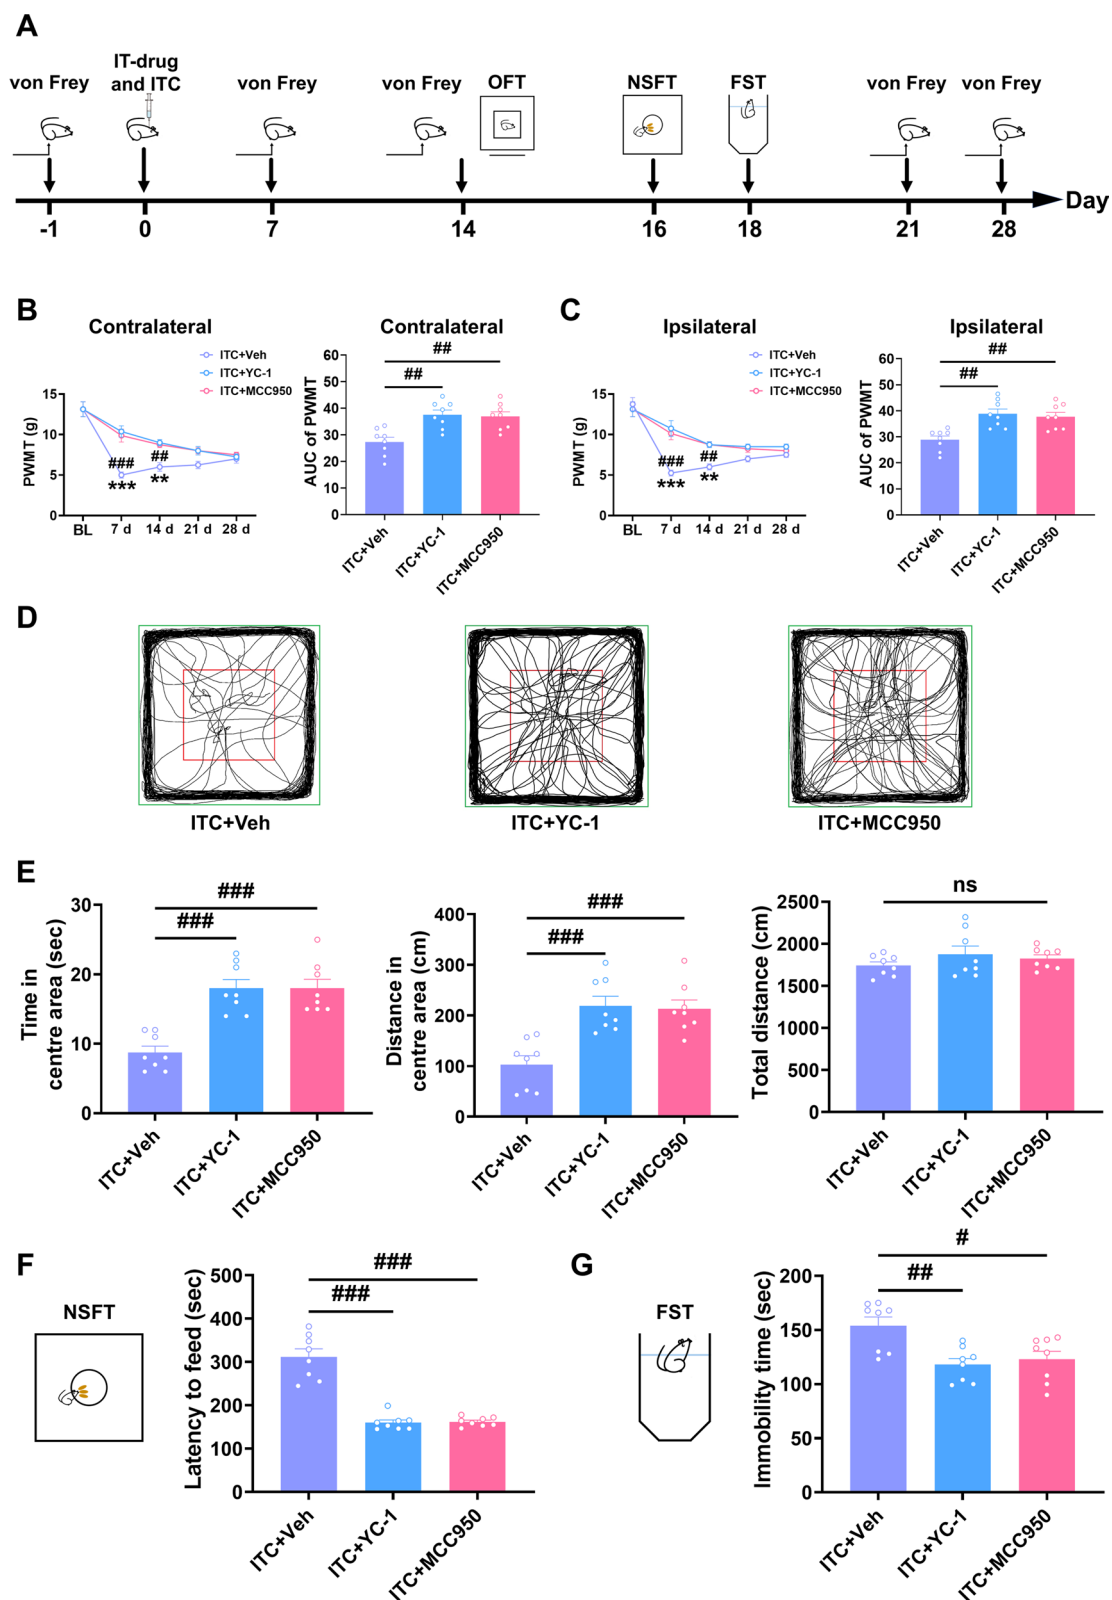 A
von Frey
IT-drug
and ITC
von Frey
von Frey
OFT
NSFT
FST
von Frey
von Frey
Day
-1
0
7
14
16
18
21
28
B
Contralateral
ITC+Veh
ITC+YC-1
ITC+MCC950
PWMT (g)
15
10
5
0
###
***
##
**
BL
7 d
14 d
21 d
28 d
Contralateral
##
##
AUC of PWMT
60
50
40
30
20
10
0
ITC+Veh
ITC+YC-1
ITC+MCC950
C
Ipsilateral
ITC+Veh
ITC+YC-1
ITC+MCC950
PWMT (g)
15
10
5
0
###
***
##
**
BL
7 d
14 d
21 d
28 d
Ipsilateral
##
##
AUC of PWMT
60
50
40
30
20
10
0
ITC+Veh
ITC+YC-1
ITC+MCC950
D
ITC+Veh
ITC+YC-1
ITC+MCC950
E
Time in
centre area (sec)
30
20
10
0
###
###
ITC+Veh
ITC+YC-1
ITC+MCC950
Distance in
centre area (cm)
400
300
200
100
0
###
###
ITC+Veh
ITC+YC-1
ITC+MCC950
Total distance (cm)
2500
2000
1500
1000
500
0
ns
ITC+Veh
ITC+YC-1
ITC+MCC950
F
NSFT
Latency to feed (sec)
500
400
300
200
100
0
###
###
ITC+Veh
ITC+YC-1
ITC+MCC950
G
FST
Immobility time (sec)
200
150
100
50
0
#
##
ITC+Veh
ITC+YC-1
ITC+MCC950